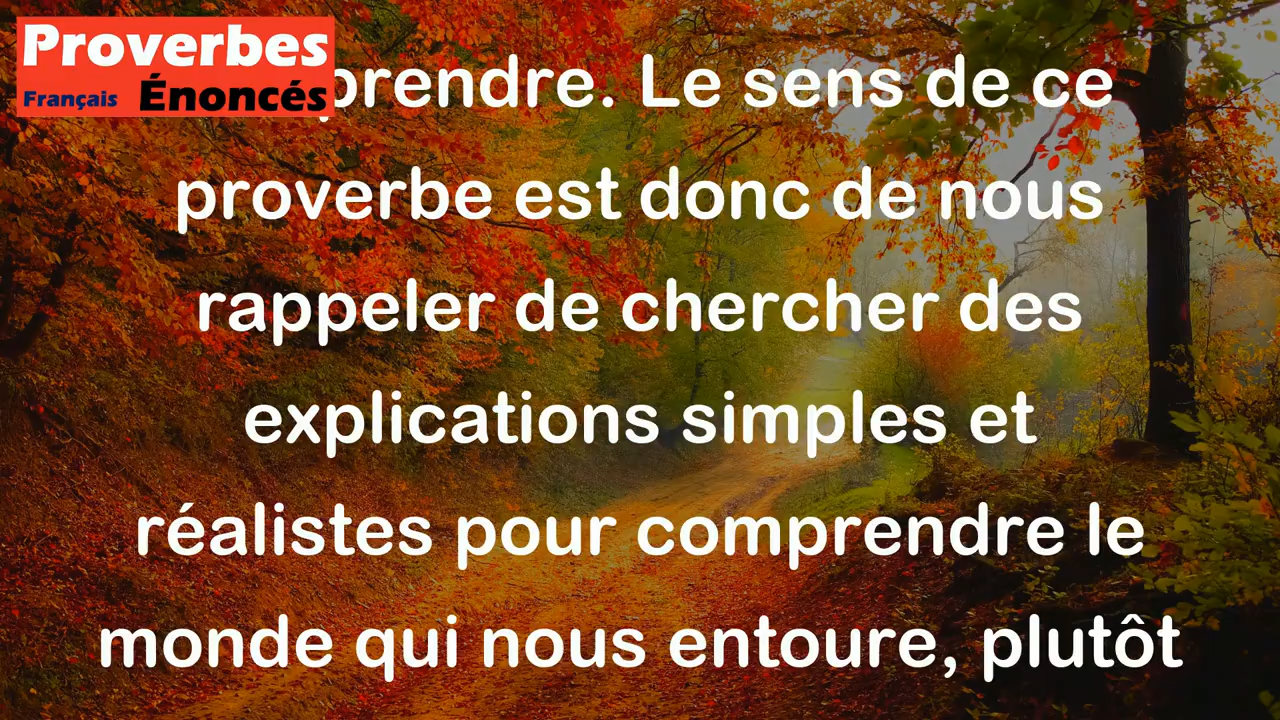 Proverbes
Français Énoncés
prendre. Le sens de ce
proverbe est donc de nous
rappeler de chercher des
explications simples et
réalistes pour comprendre le
monde qui nous entoure, plutôt